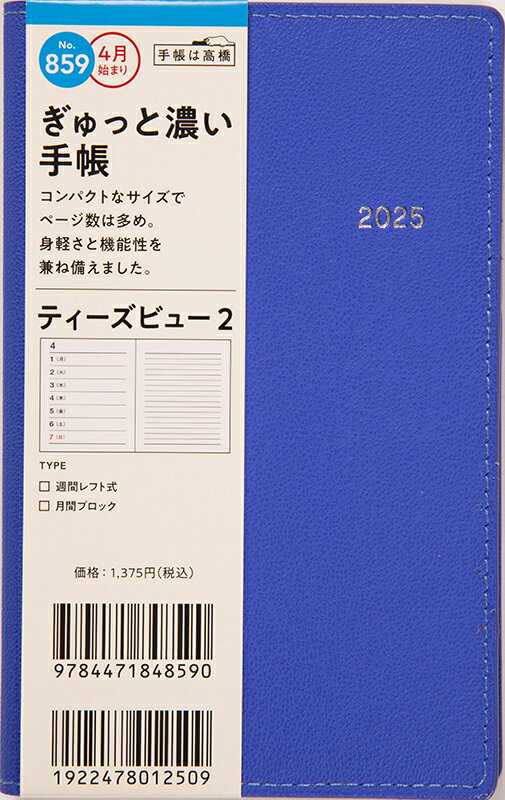 No.
859
4月
始まり
手帳は高橋
ぎゅっと濃い
手帳
コンパクトなサイズで
ページ数は多め。
身軽さと機能性を
兼ね備えました。
ティーズビュー2
4
1(月)
2(火)
3(水)
4(木)
5(金)
6(土)
7(日)
TYPE
□ 週間レフト式
□ 月間ブロック
価格：1,375円(税込)
9784471848590
1922478012509
2025